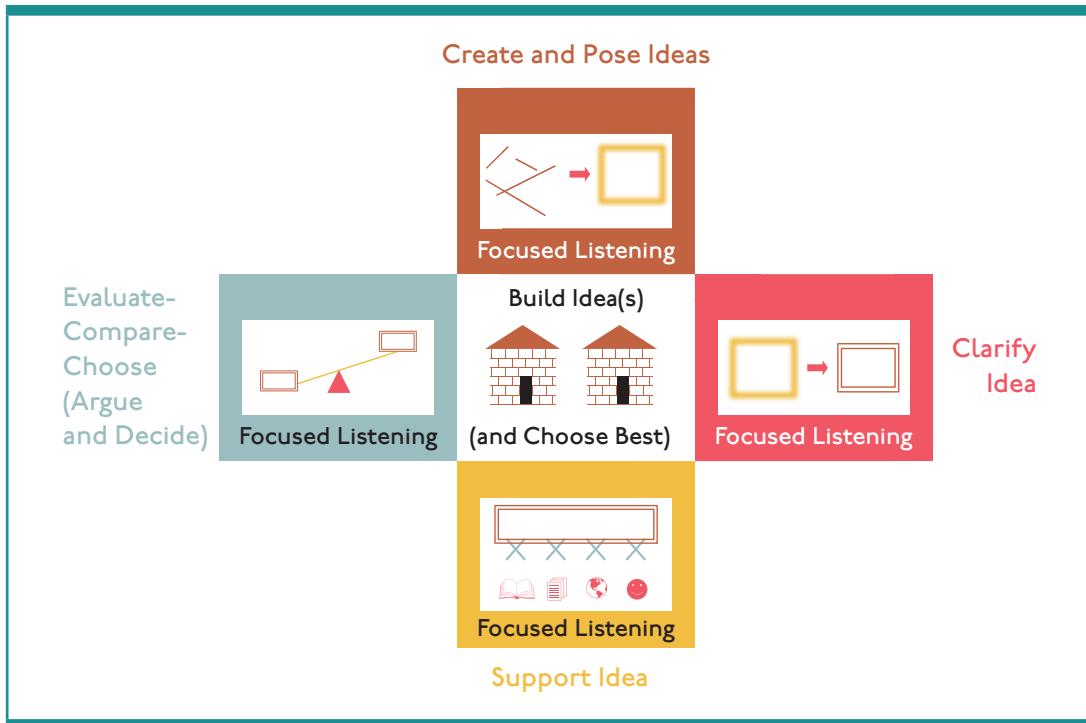 Create and Pose Ideas
Focused Listening
Evaluate-
Compare-
Choose
(Argue
and Decide)
Focused Listening
Build Idea(s)
(and Choose Best)
Focused Listening
Clarify
Idea
Focused Listening
Support Idea